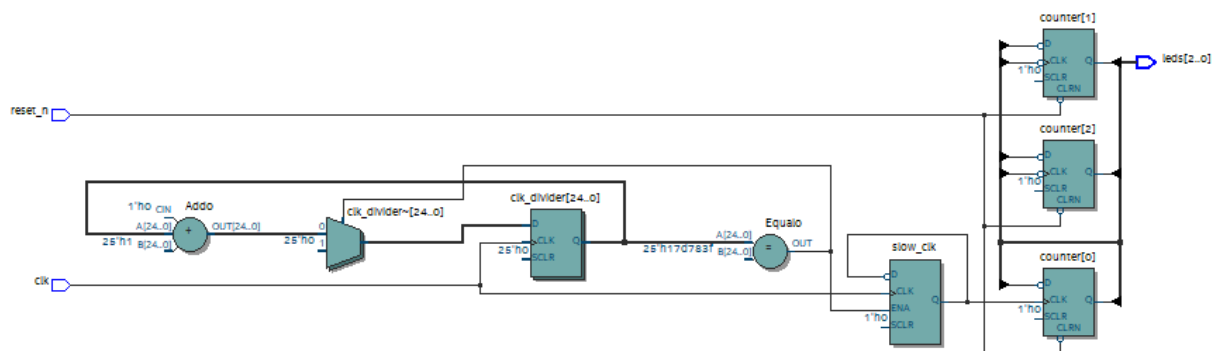 counter[1]
D
CLK
Q
1'h0
SCLR
CLRN
leds[2..0]
reset_n
counter[2]
D
CLK
Q
1'h0
SCLR
CLRN
clk_divider[24..0]
D
CLK
Q
25'h0
SCLR
clk_divider~[24..0]
0
25'h0
1
Add0
1'h0 CIN
A[24..0]
25'h1
B[24..0]
OUT[24..0]
+
Equal0
A[24..0]
25'h17d783f
B[24..0]
=
OUT
slow_clk
D
CLK
Q
ENA
1'h0
SCLR
counter[0]
D
CLK
Q
1'h0
SCLR
CLRN
clk